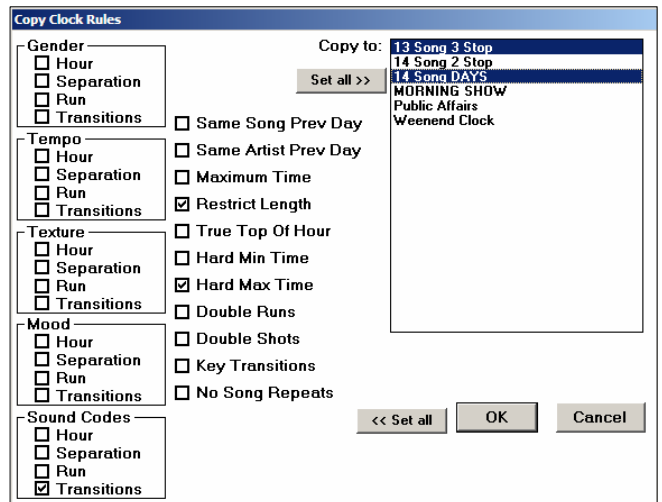 Copy Clock Rules
Gender
Hour
Separation
Run
Transitions
Tempo
Hour
Separation
Run
Transitions
Texture
Hour
Separation
Run
Transitions
Mood
Hour
Separation
Run
Transitions
Sound Codes
Hour
Separation
Run
Transitions
Same Song Prev Day
Same Artist Prev Day
Maximum Time
Restrict Length
True Top Of Hour
Hard Min Time
Hard Max Time
Double Runs
Double Shots
Key Transitions
No Song Repeats
Copy to:
Set all >>
13 Song 3 Stop
14 Song 2 Stop
14 Song DAYS
MORNING SHOW
Public Affairs
Weenend Clock
<< Set all
OK
Cancel